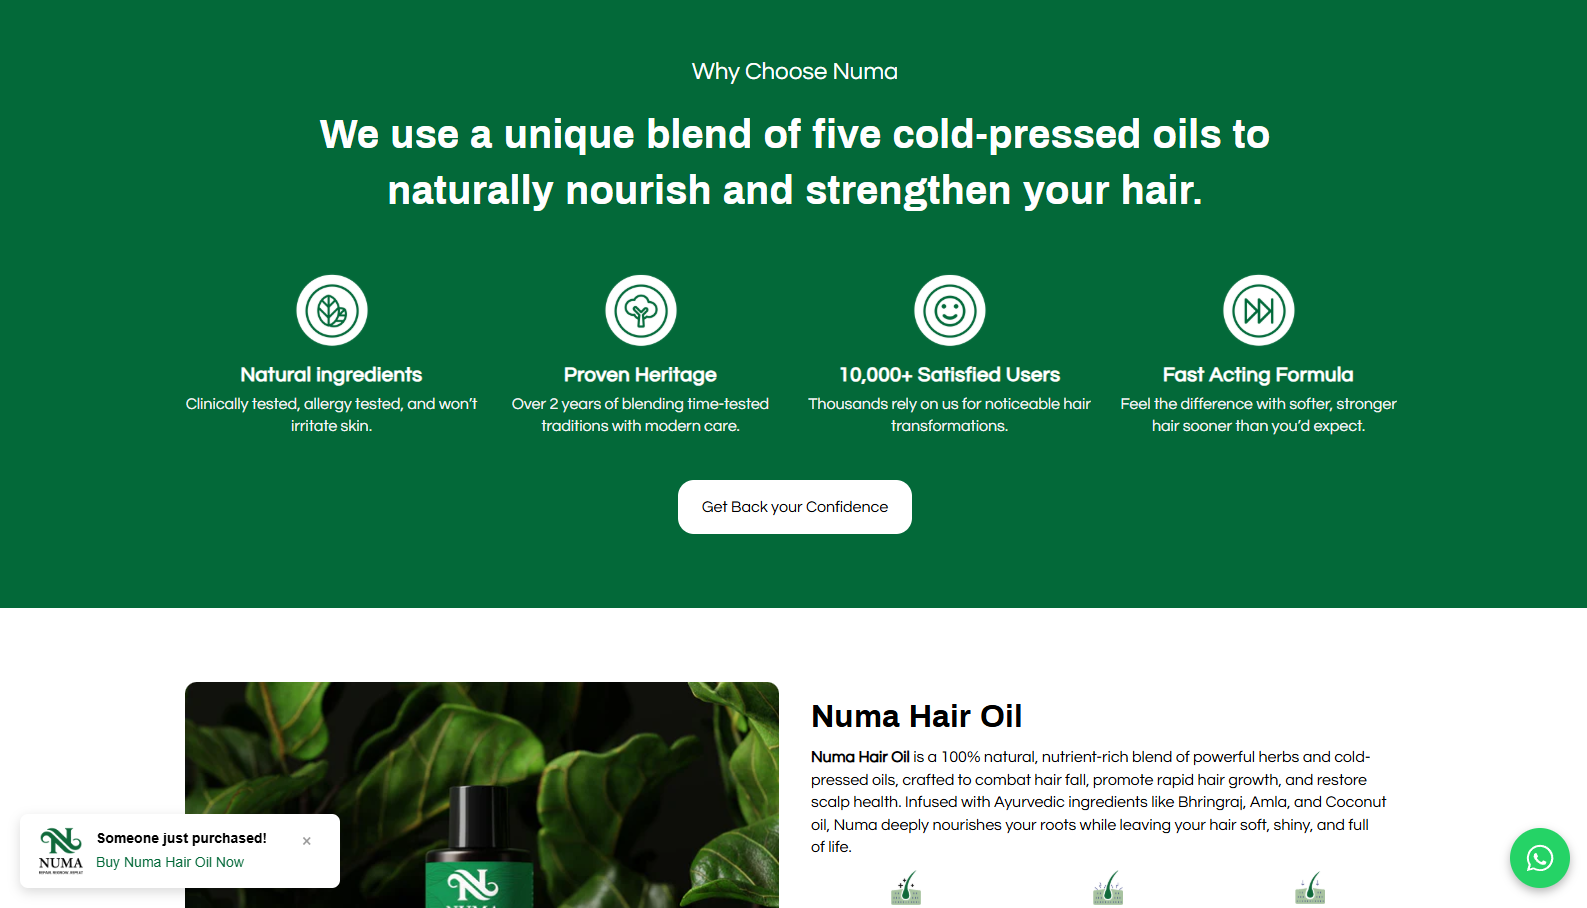 Why Choose Numa
We use a unique blend of five cold-pressed oils to
naturally nourish and strengthen your hair.
Natural ingredients
Clinically tested, allergy tested, and won't
irritate skin.
Proven Heritage
Over 2 years of blending time-tested
traditions with modern care.
10,000+ Satisfied Users
Thousands rely on us for noticeable hair
transformations.
Fast Acting Formula
Feel the difference with softer, stronger
hair sooner than you'd expect.
Get Back your Confidence
Numa Hair Oil
Numa Hair Oil is a 100% natural, nutrient-rich blend of powerful herbs and cold-
pressed oils, crafted to combat hair fall, promote rapid hair growth, and restore
scalp health. Infused with Ayurvedic ingredients like Bhringraj, Amla, and Coconut
oil, Numa deeply nourishes your roots while leaving your hair soft, shiny, and full
of life.
NUMA
Someone just purchased!
×
Buy Numa Hair Oil Now
NUMA